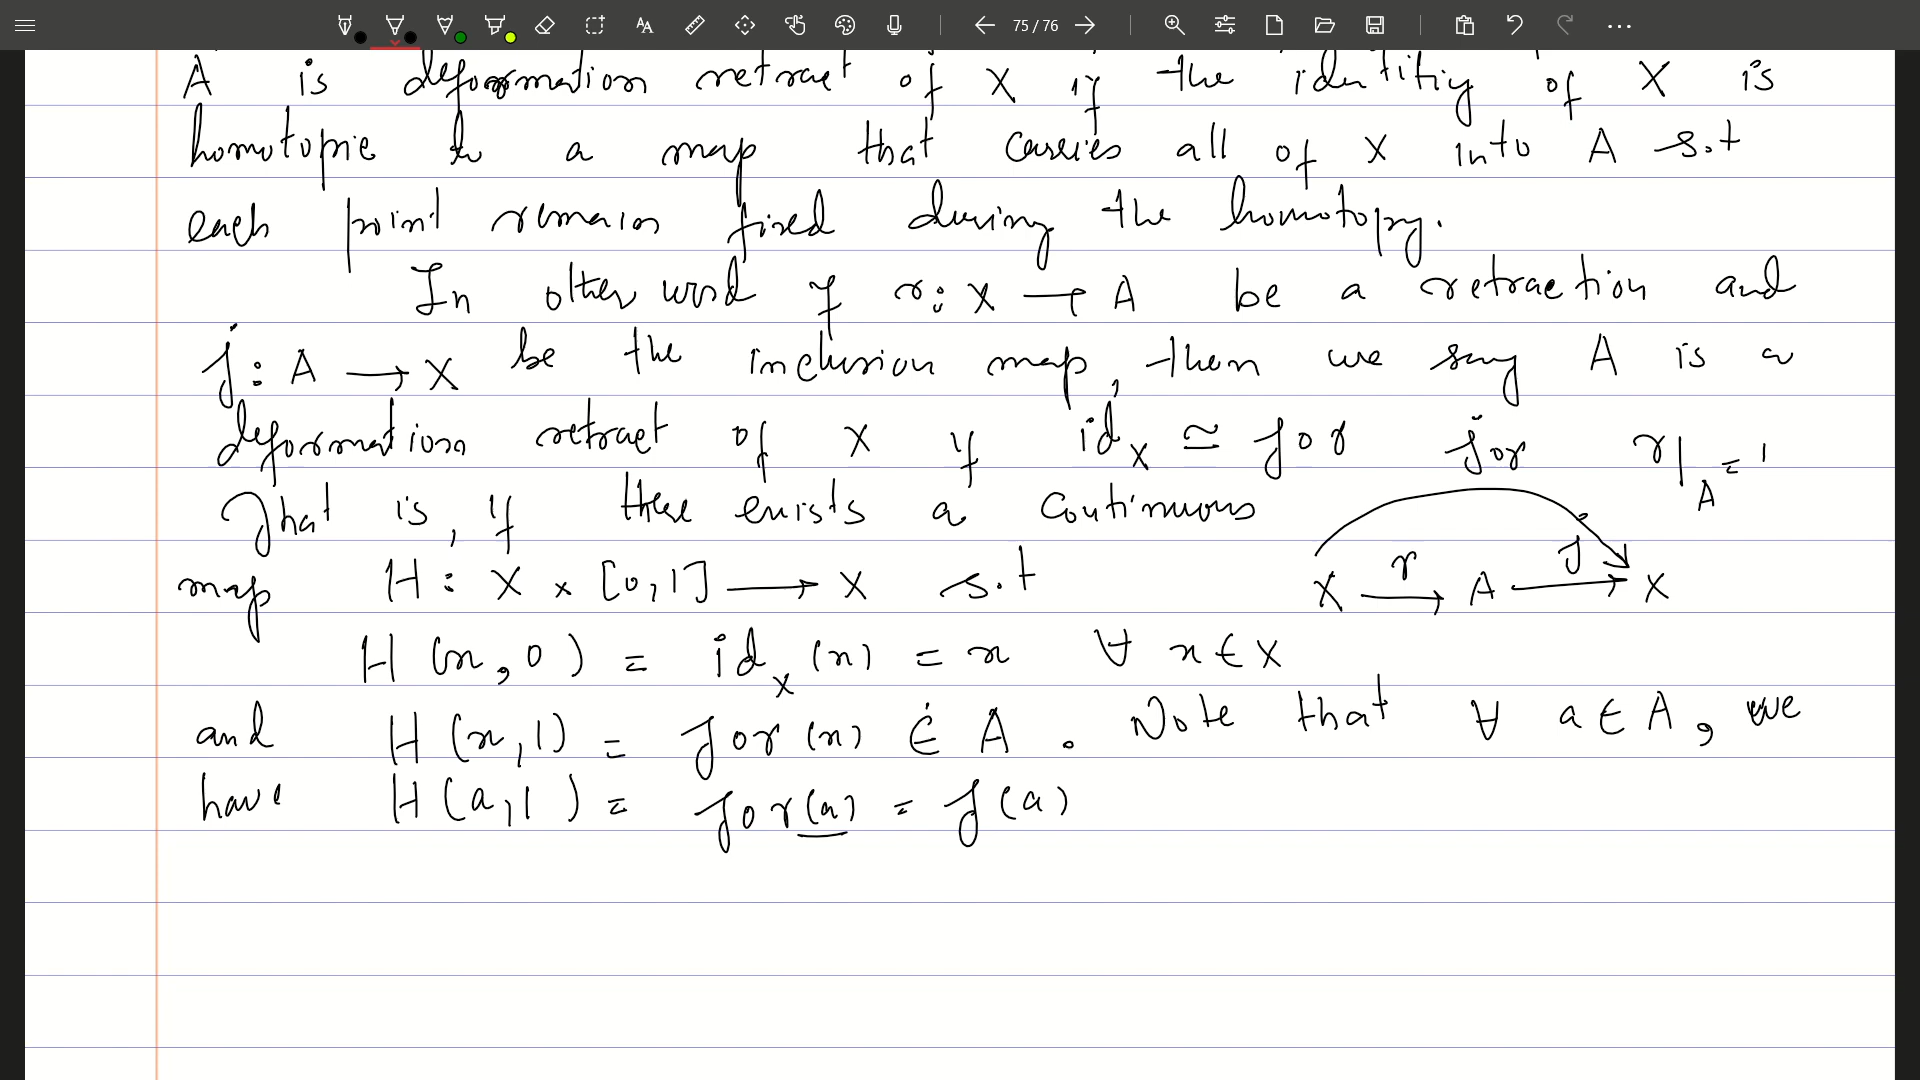 75 / 76
A is deformation retract of X if the identitiy of X is
homotopic to a map that carries all of X into A s.t
each point remains fixed during the homotopy.
In other word if r: X → A be a retraction and
j: A → X be the inclusion map, then we say A is a
deformation retract of X if id_X ≃ j∘r j∘r r|_A = 1
That is, if there exists a continuous
map H: X × [0,1] → X s.t
X —r→ A —j→ X
H(x,0) = id_X(x) = x ∀ x∈X
and H(x,1) = j∘r(x) ∈ A. Note that ∀ a∈A, we
have H(a,1) = j∘r(a) = j(a)